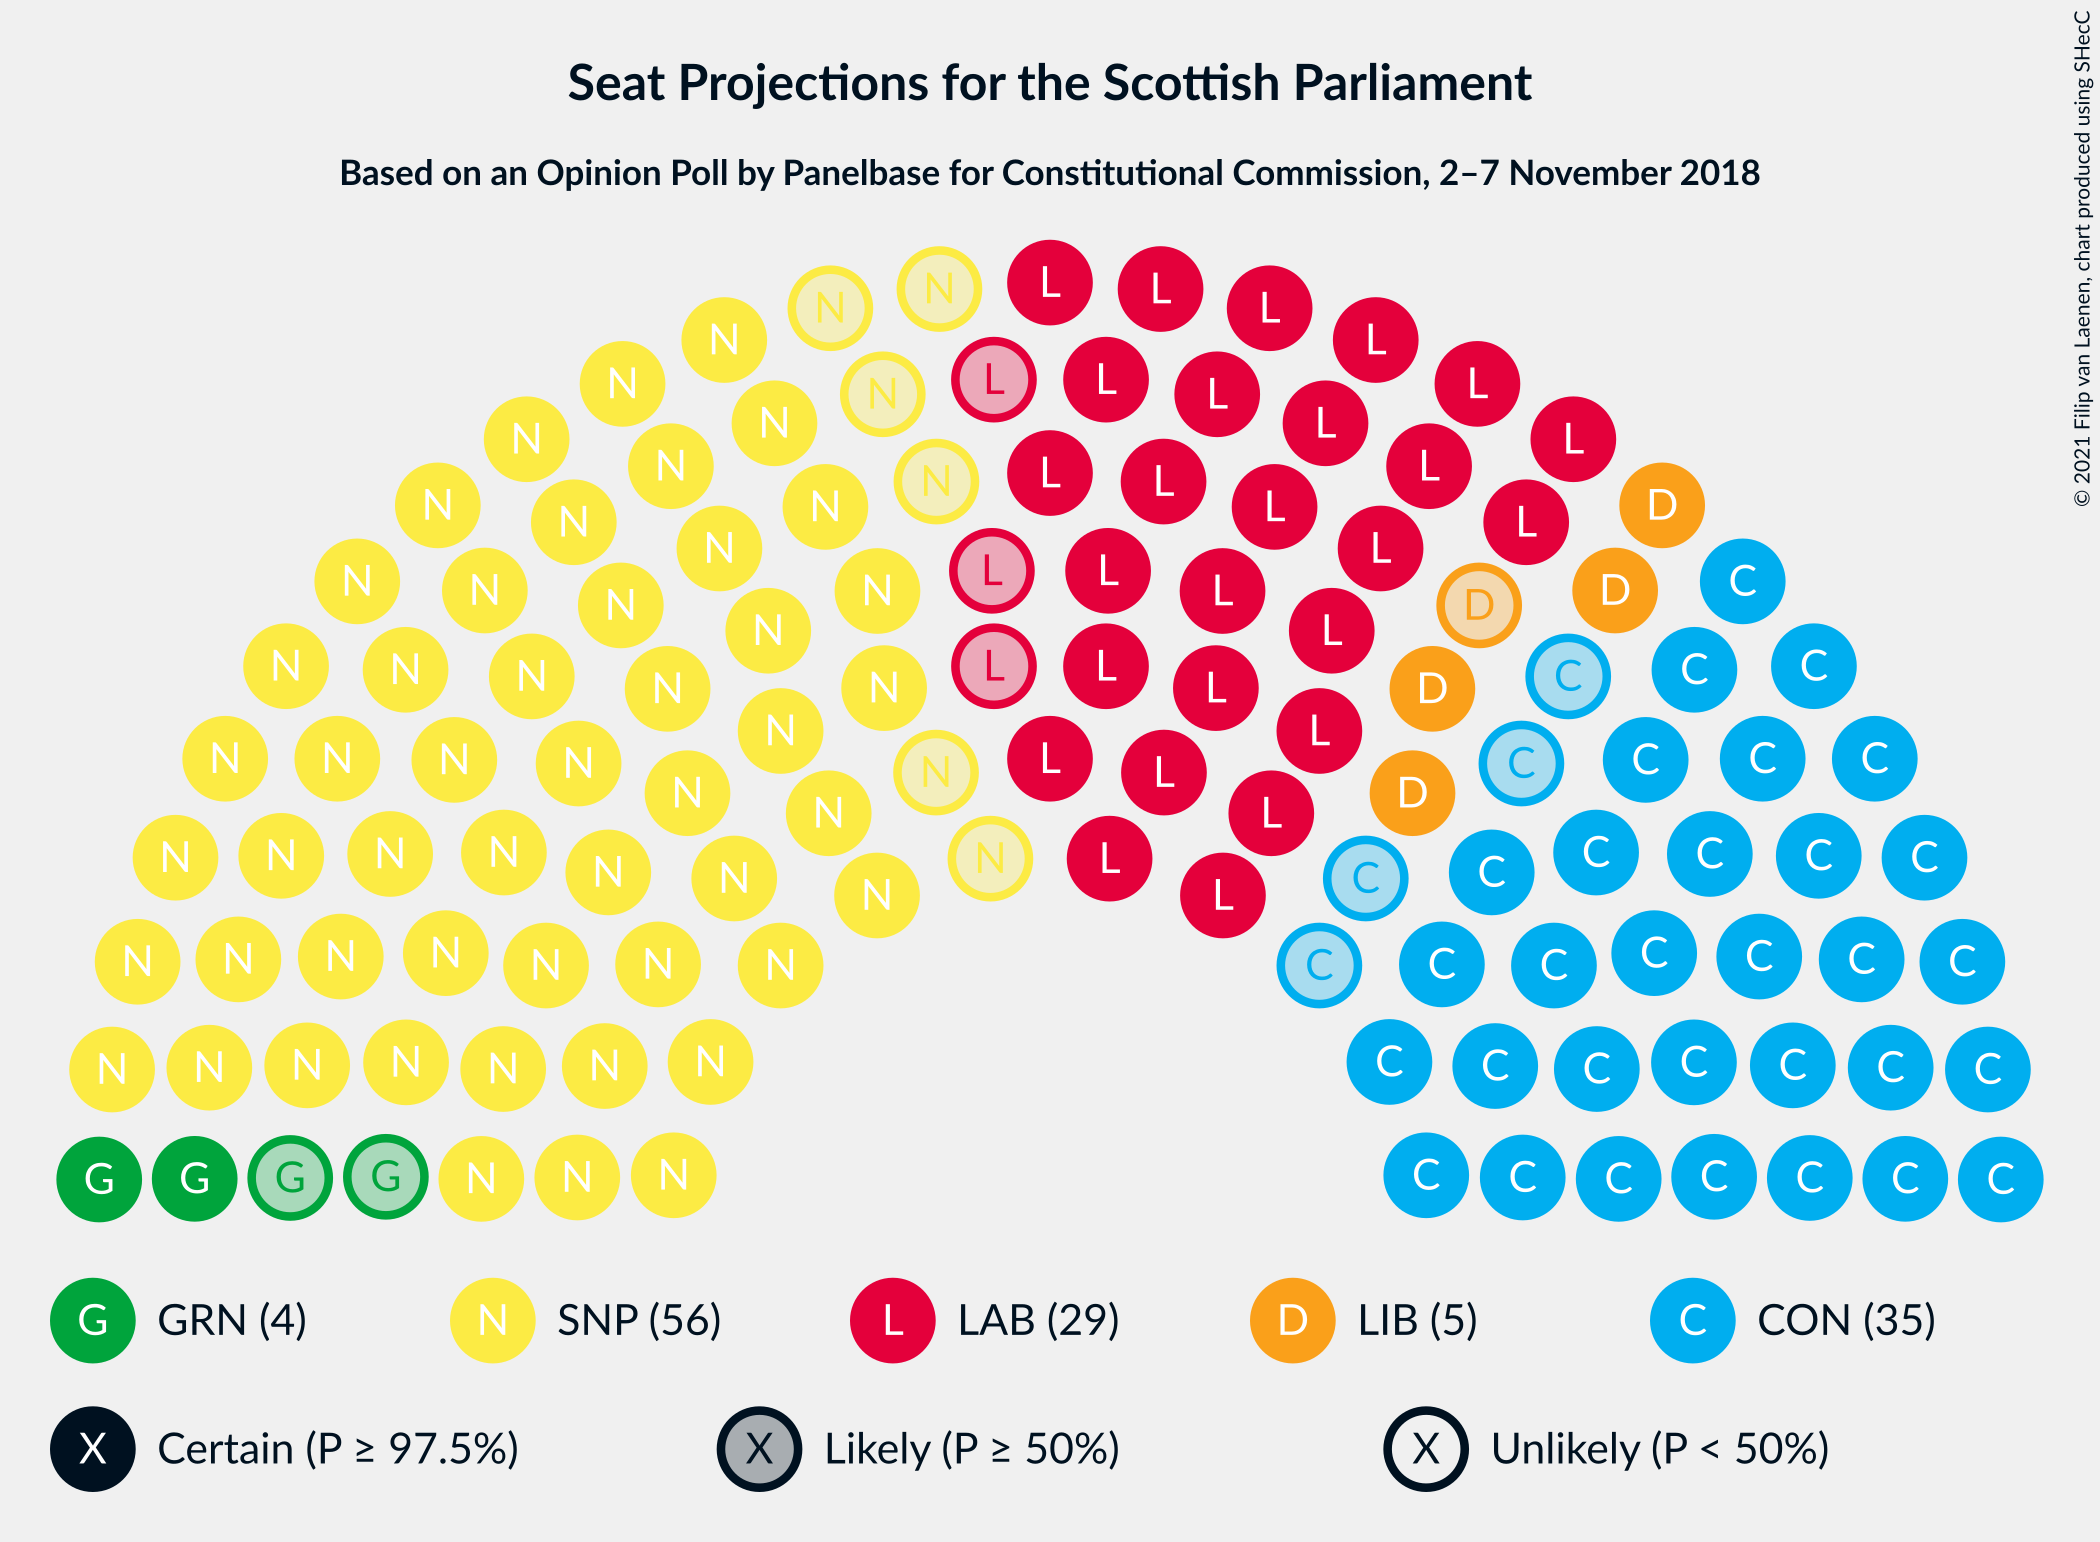 Seat Projections for the Scottish Parliament
Based on an Opinion Poll by Panelbase for Constitutional Commission, 2–7 November 2018
© 2021 Filip van Laenen, chart produced using SHecC
N L L
N L
N L
N N L L L L
N N L L
N N L L L
N N N L L D
N L
N N N N L L L D D C
N L
N N N N N L L L D C C C
N L
N N N N N N L L D C C C C
N L
N N N N N N N N L L C C C C C C
N N N N N N N C C C C C C C
N N N N N N N C C C C C C C
G G G G N N N C C C C C C C
G GRN (4) N SNP (56) L LAB (29) D LIB (5) C CON (35)
X Certain (P ≥ 97.5%) X Likely (P ≥ 50%) X Unlikely (P < 50%)